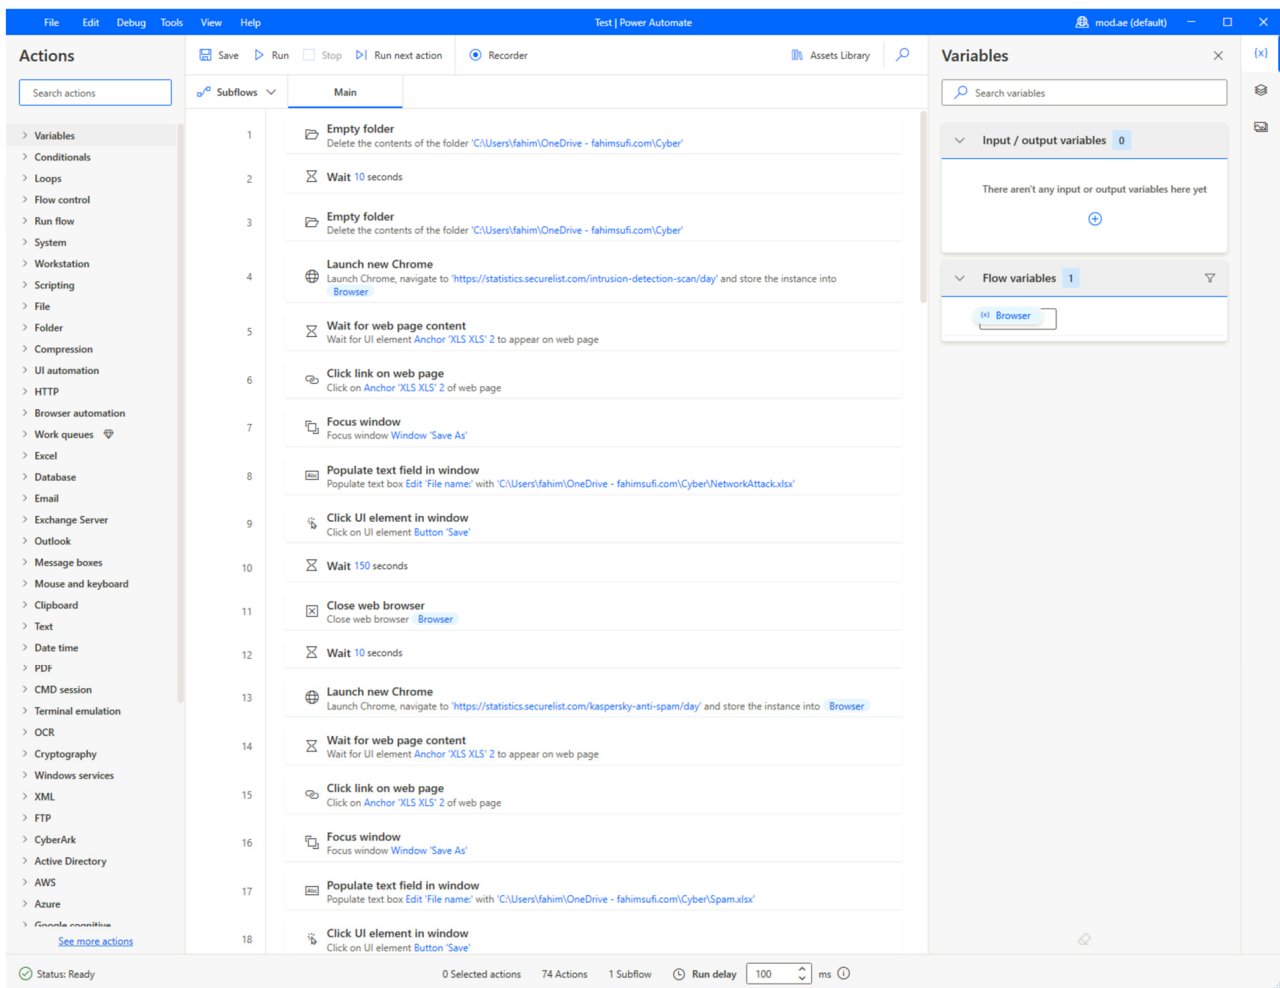 File Edit Debug Tools View Help
Test | Power Automate
mod.ae (default)
Actions
Search actions
Variables
Conditionals
Loops
Flow control
Run flow
System
Workstation
Scripting
File
Folder
Compression
UI automation
HTTP
Browser automation
Work queues
Excel
Database
Email
Exchange Server
Outlook
Message boxes
Mouse and keyboard
Clipboard
Text
Date time
PDF
CMD session
Terminal emulation
OCR
Cryptography
Windows services
XML
FTP
CyberArk
Active Directory
AWS
Azure
Google cognitive
See more actions
Save Run Stop Run next action Recorder
Assets Library
Subflows Main
1 Empty folder
Delete the contents of the folder 'C:\Users\fahim\OneDrive - fahimsufi.com\Cyber'
2 Wait 10 seconds
3 Empty folder
Delete the contents of the folder 'C:\Users\fahim\OneDrive - fahimsufi.com\Cyber'
4 Launch new Chrome
Launch Chrome, navigate to 'https://statistics.securelist.com/intrusion-detection-scan/day' and store the instance into
Browser
5 Wait for web page content
Wait for UI element Anchor 'XLS XLS' 2 to appear on web page
6 Click link on web page
Click on Anchor 'XLS XLS' 2 of web page
7 Focus window
Focus window Window 'Save As'
8 Populate text field in window
Populate text box Edit 'File name:' with 'C:\Users\fahim\OneDrive - fahimsufi.com\Cyber\NetworkAttack.xlsx'
9 Click UI element in window
Click on UI element Button 'Save'
10 Wait 150 seconds
11 Close web browser
Close web browser Browser
12 Wait 10 seconds
13 Launch new Chrome
Launch Chrome, navigate to 'https://statistics.securelist.com/kaspersky-anti-spam/day' and store the instance into Browser
14 Wait for web page content
Wait for UI element Anchor 'XLS XLS' 2 to appear on web page
15 Click link on web page
Click on Anchor 'XLS XLS' 2 of web page
16 Focus window
Focus window Window 'Save As'
17 Populate text field in window
Populate text box Edit 'File name:' with 'C:\Users\fahim\OneDrive - fahimsufi.com\Cyber\Spam.xlsx'
18 Click UI element in window
Click on UI element Button 'Save'
Variables
{x}
Search variables
Input / output variables 0
There aren't any input or output variables here yet
Flow variables 1
(x) Browser
Status: Ready
0 Selected actions 74 Actions 1 Subflow Run delay 100 ms